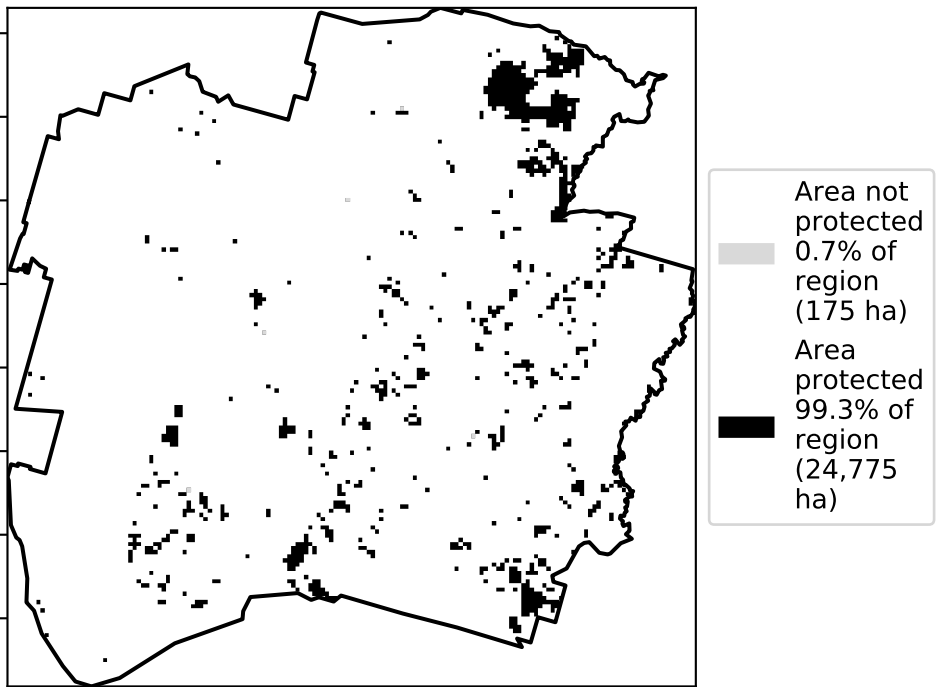 Area not
protected
0.7% of
region
(175 ha)
Area
protected
99.3% of
region
(24,775
ha)